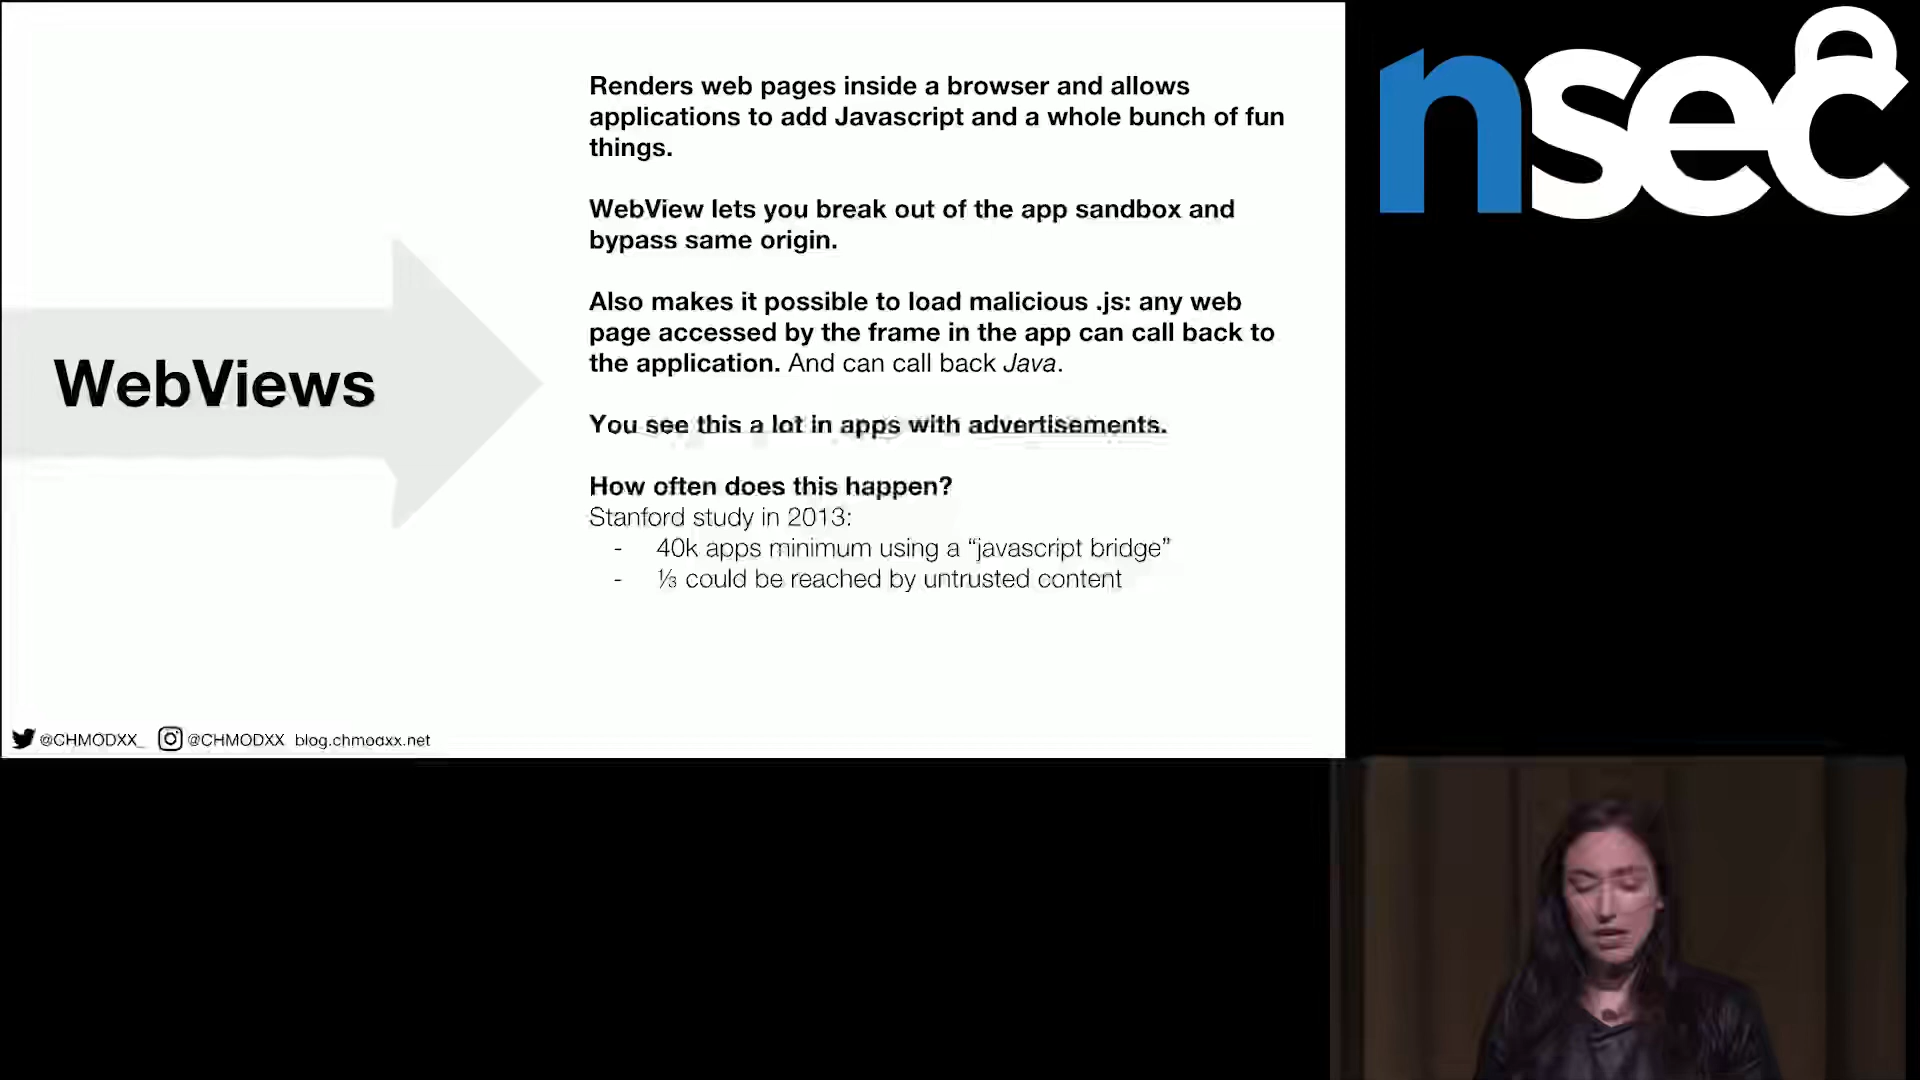 Renders web pages inside a browser and allows
applications to add Javascript and a whole bunch of fun
things.
WebView lets you break out of the app sandbox and
bypass same origin.
Also makes it possible to load malicious .js: any web
page accessed by the frame in the app can call back to
the application. And can call back Java.
WebViews
You see this a lot in apps with advertisements.
How often does this happen?
Stanford study in 2013:
- 40k apps minimum using a “javascript bridge”
- ⅓ could be reached by untrusted content
@CHMODXX_ @CHMODXX blog.chmodxx.net
nsec